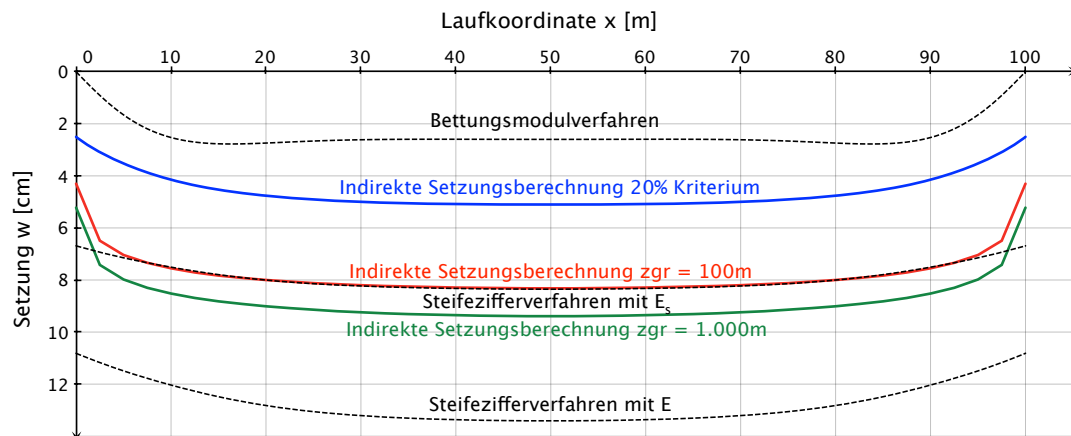 Laufkoordinate x [m]
0 10 20 30 40 50 60 70 80 90 100
Setzung w [cm]
0
2
4
6
8
10
12
Bettungsmodulverfahren
Indirekte Setzungsberechnung 20% Kriterium
Indirekte Setzungsberechnung zgr = 100m
Steifezifferverfahren mit Es
Indirekte Setzungsberechnung zgr = 1.000m
Steifezifferverfahren mit E